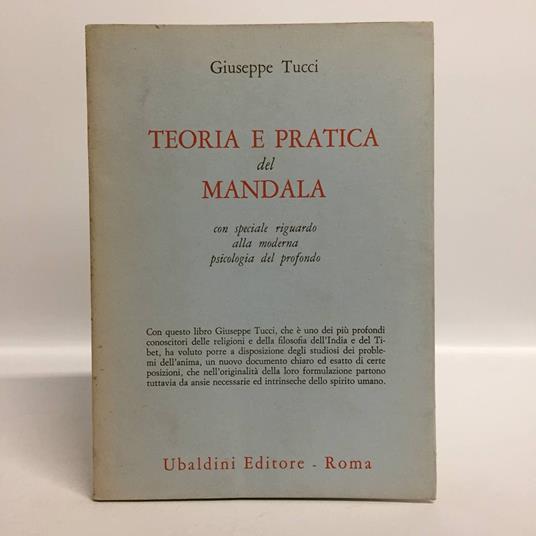 Giuseppe Tucci
TEORIA E PRATICA
del
MANDALA
con speciale riguardo
alla moderna
psicologia del profondo
Con questo libro Giuseppe Tucci, che è uno dei più profondi
conoscitori delle religioni e della filosofia dell'India e del Ti-
bet, ha voluto porre a disposizione degli studiosi dei proble-
mi dell'anima, un nuovo documento chiaro ed esatto di certe
posizioni, che nell'originalità della loro formulazione partono
tuttavia da ansie necessarie ed intrinseche dello spirito umano.
Ubaldini Editore - Roma